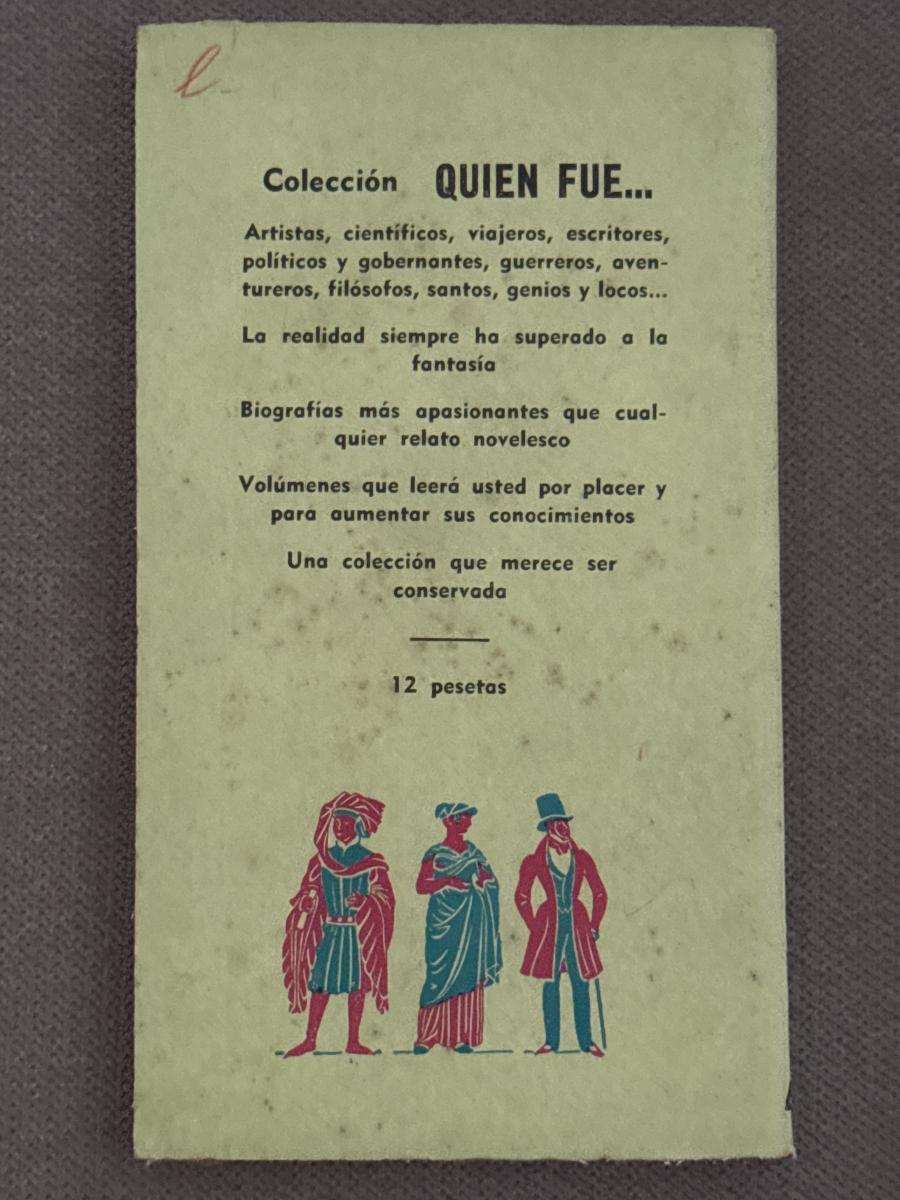 l
Colección QUIEN FUE...
Artistas, científicos, viajeros, escritores,
políticos y gobernantes, guerreros, aven-
tureros, filósofos, santos, genios y locos...
La realidad siempre ha superado a la
fantasía
Biografías más apasionantes que cual-
quier relato novelesco
Volúmenes que leerá usted por placer y
para aumentar sus conocimientos
Una colección que merece ser
conservada
12 pesetas